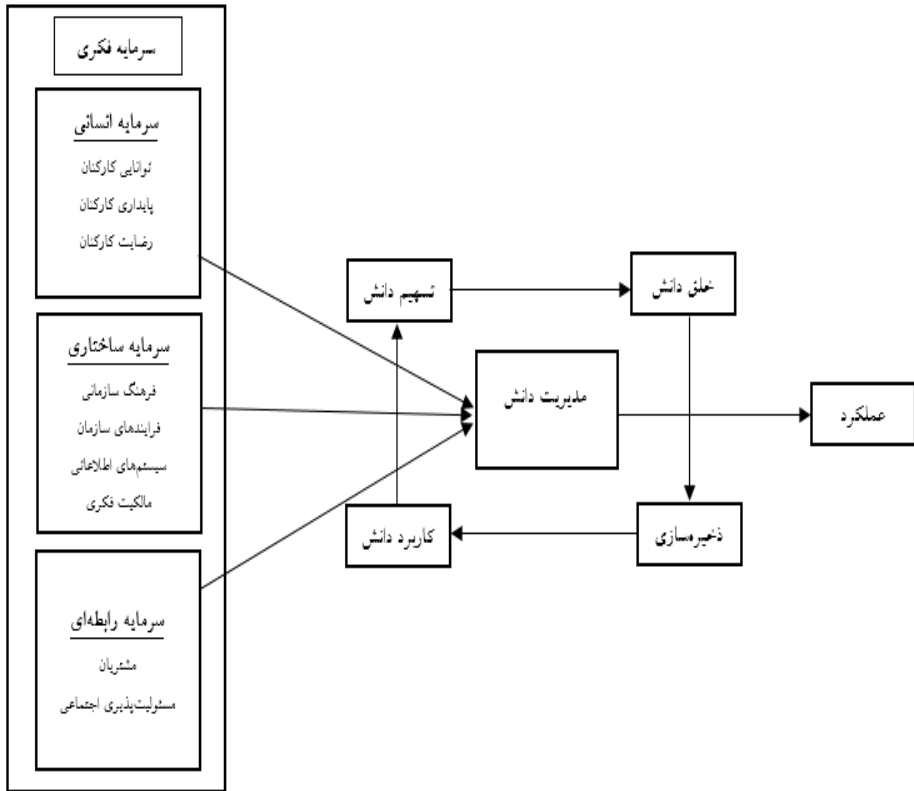 سرمایه فکری
سرمایه انسانی
توانایی کارکنان
پایداری کارکنان
رضایت کارکنان
سرمایه ساختاری
فرهنگ سازمانی
فرایندهای سازمان
سیستم‌های اطلاعاتی
مالکیت فکری
سرمایه رابطه‌ای
مشتریان
مسئولیت‌پذیری اجتماعی
تسهیم دانش
خلق دانش
مدیریت دانش
عملکرد
کاربرد دانش
ذخیره‌سازی